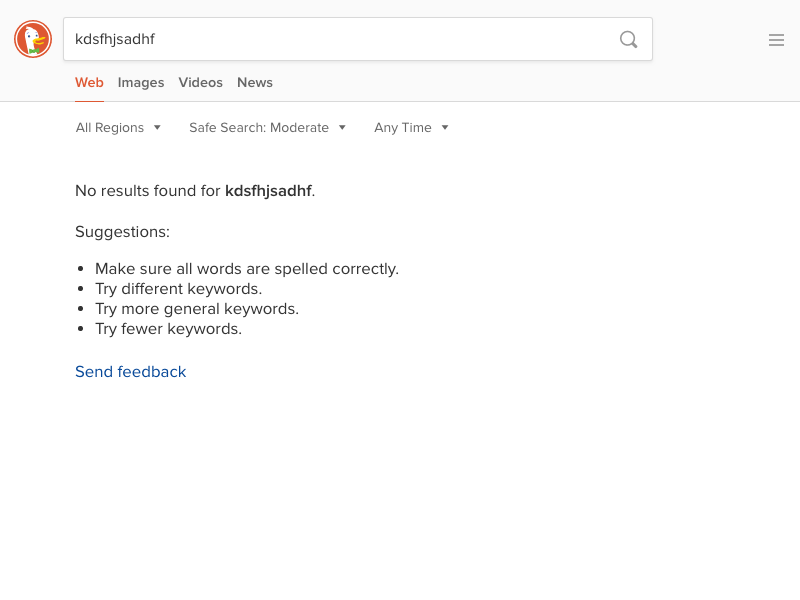 kdsfhjsadhf
Web Images Videos News
All Regions Safe Search: Moderate Any Time
No results found for kdsfhjsadhf.
Suggestions:
Make sure all words are spelled correctly.
Try different keywords.
Try more general keywords.
Try fewer keywords.
Send feedback